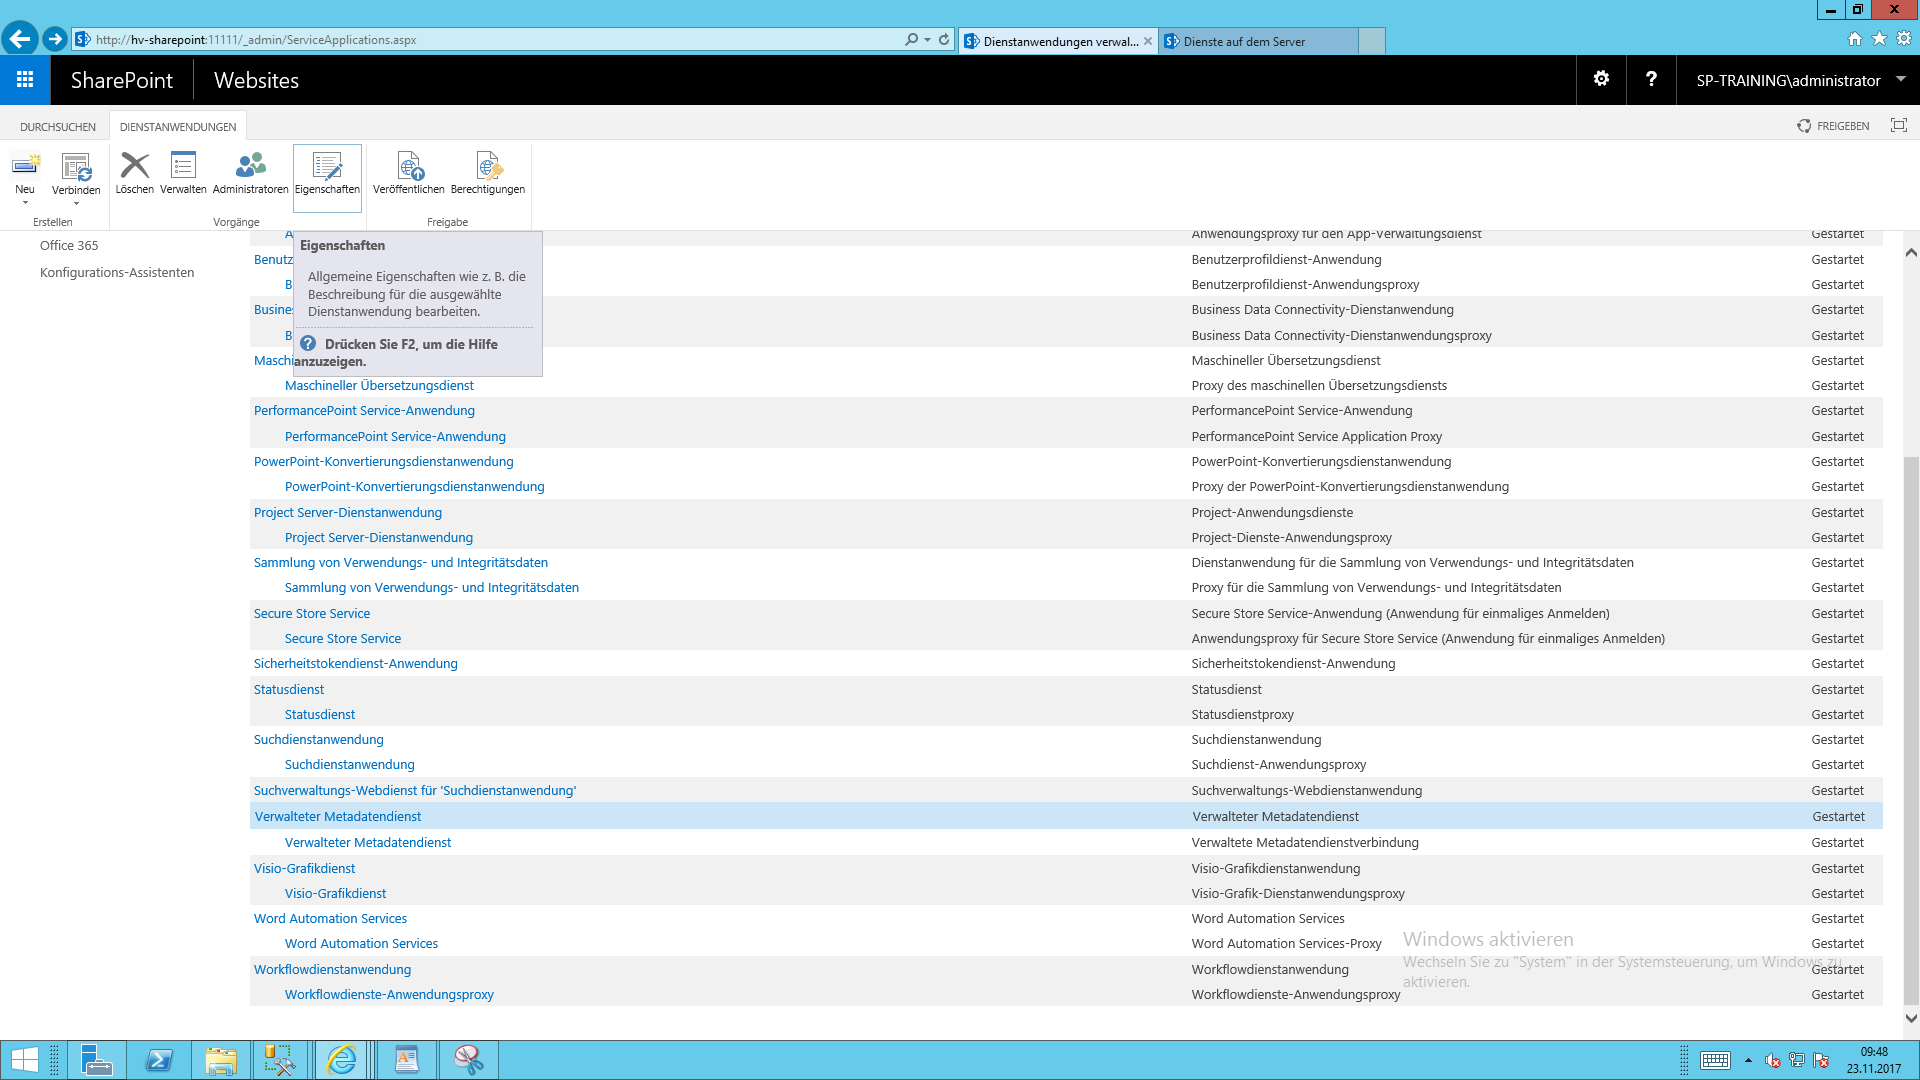 http://hv-sharepoint:11111/_admin/ServiceApplications.aspx
Dienstanwendungen verwal...
Dienste auf dem Server
SharePoint
Websites
SP-TRAINING\administrator
DURCHSUCHEN
DIENSTANWENDUNGEN
FREIGEBEN
Neu
Verbinden
Löschen
Verwalten
Administratoren
Eigenschaften
Veröffentlichen
Berechtigungen
Erstellen
Vorgänge
Freigabe
Office 365
Konfigurations-Assistenten
Eigenschaften
Allgemeine Eigenschaften wie z. B. die
Beschreibung für die ausgewählte
Dienstanwendung bearbeiten.
Drücken Sie F2, um die Hilfe
anzuzeigen.
A Anwendungsproxy für den App-Verwaltungsdienst Gestartet
Benutz Benutzerprofildienst-Anwendung Gestartet
B Benutzerprofildienst-Anwendungsproxy Gestartet
Busines Business Data Connectivity-Dienstanwendung Gestartet
B Business Data Connectivity-Dienstanwendungsproxy Gestartet
Maschi Maschineller Übersetzungsdienst Gestartet
Maschineller Übersetzungsdienst Proxy des maschinellen Übersetzungsdiensts Gestartet
PerformancePoint Service-Anwendung PerformancePoint Service-Anwendung Gestartet
PerformancePoint Service-Anwendung PerformancePoint Service Application Proxy Gestartet
PowerPoint-Konvertierungsdienstanwendung PowerPoint-Konvertierungsdienstanwendung Gestartet
PowerPoint-Konvertierungsdienstanwendung Proxy der PowerPoint-Konvertierungsdienstanwendung Gestartet
Project Server-Dienstanwendung Project-Anwendungsdienste Gestartet
Project Server-Dienstanwendung Project-Dienste-Anwendungsproxy Gestartet
Sammlung von Verwendungs- und Integritätsdaten Dienstanwendung für die Sammlung von Verwendungs- und Integritätsdaten Gestartet
Sammlung von Verwendungs- und Integritätsdaten Proxy für die Sammlung von Verwendungs- und Integritätsdaten Gestartet
Secure Store Service Secure Store Service-Anwendung (Anwendung für einmaliges Anmelden) Gestartet
Secure Store Service Anwendungsproxy für Secure Store Service (Anwendung für einmaliges Anmelden) Gestartet
Sicherheitstokendienst-Anwendung Sicherheitstokendienst-Anwendung Gestartet
Statusdienst Statusdienst Gestartet
Statusdienst Statusdienstproxy Gestartet
Suchdienstanwendung Suchdienstanwendung Gestartet
Suchdienstanwendung Suchdienst-Anwendungsproxy Gestartet
Suchverwaltungs-Webdienst für 'Suchdienstanwendung' Suchverwaltungs-Webdienstanwendung Gestartet
Verwalteter Metadatendienst Verwalteter Metadatendienst Gestartet
Verwalteter Metadatendienst Verwaltete Metadatendienstverbindung Gestartet
Visio-Grafikdienst Visio-Grafikdienstanwendung Gestartet
Visio-Grafikdienst Visio-Grafik-Dienstanwendungsproxy Gestartet
Word Automation Services Word Automation Services Gestartet
Word Automation Services Word Automation Services-Proxy Gestartet
Workflowdienstanwendung Workflowdienstanwendung Gestartet
Workflowdienste-Anwendungsproxy Workflowdienste-Anwendungsproxy Gestartet
Windows aktivieren
Wechseln Sie zu "System" in der Systemsteuerung, um Windows zu
aktivieren.
09:48
23.11.2017